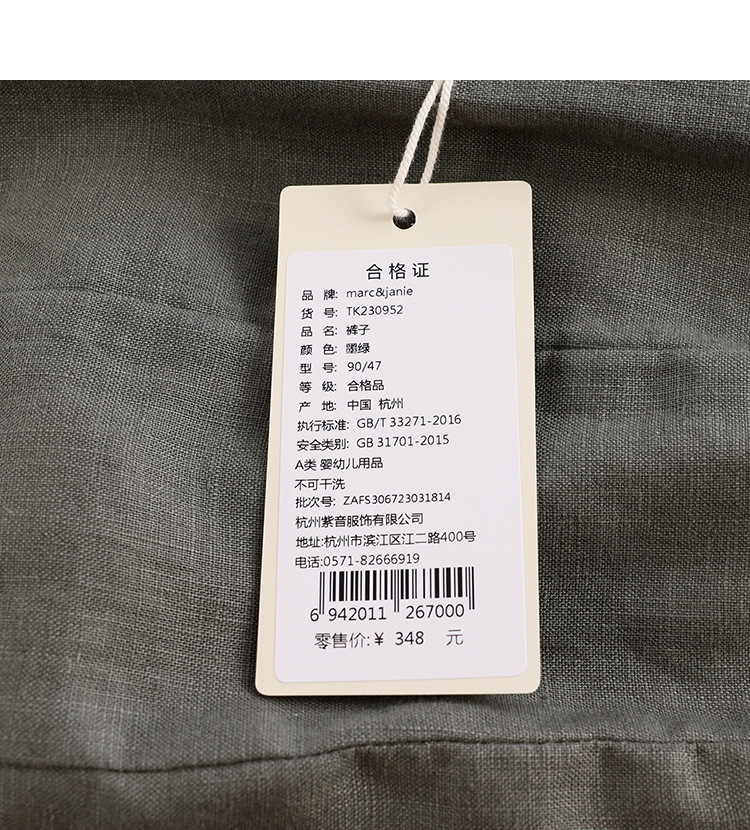 合格证
品 牌: marc&janie
货 号: TK230952
品 名: 裤子
颜 色: 墨绿
型 号: 90/47
等 级: 合格品
产 地: 中国 杭州
执行标准: GB/T 33271-2016
安全类别: GB 31701-2015
A类 婴幼儿用品
不可干洗
批次号: ZAFS306723031814
杭州紫音服饰有限公司
地址:杭州市滨江区江二路400号
电话:0571-82666919
6 942011 267000
零售价:¥ 348 元